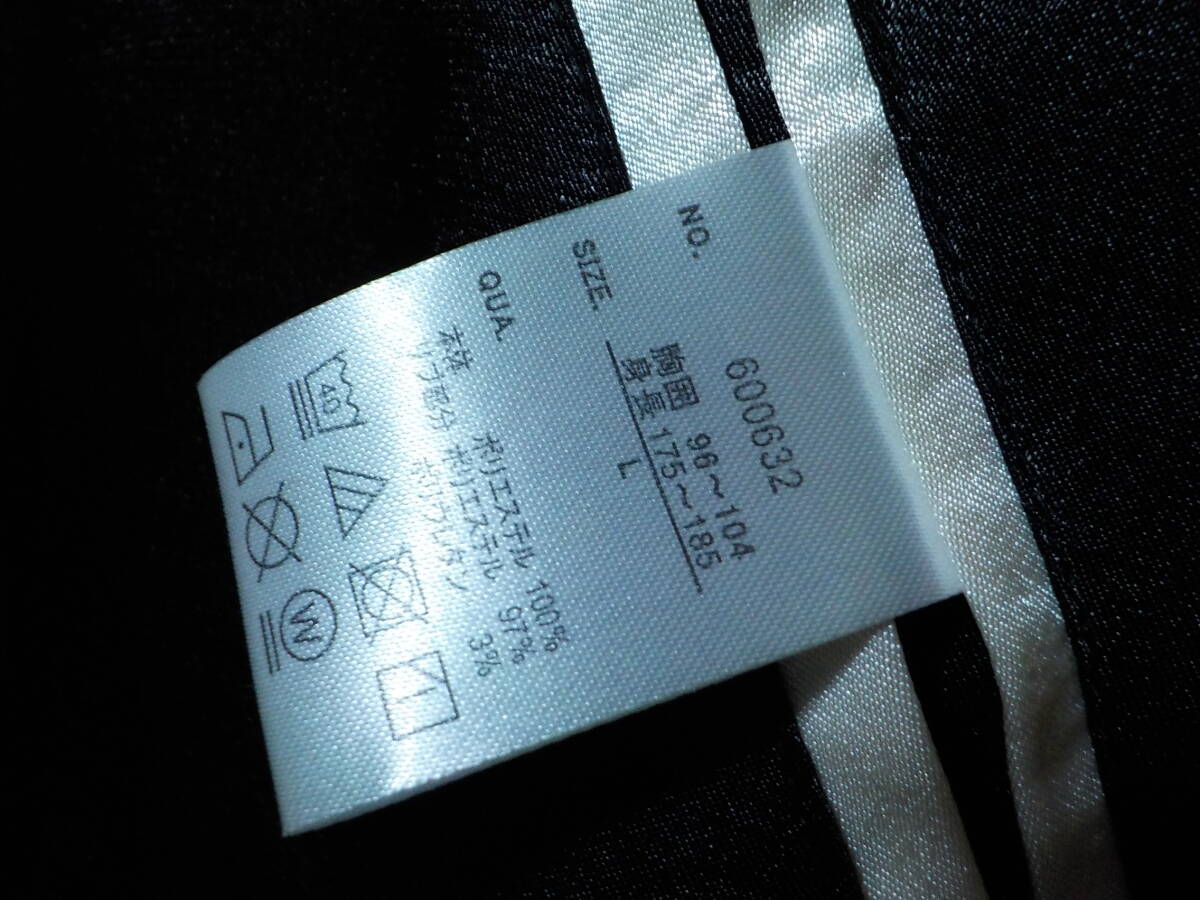 NO. 600632
SIZE. 胸囲 96～104
身長 175～185
L
QUA. 本体 ポリエステル 100%
リブ部分 ポリエステル 97%
ポリウレタン 3%
40
W